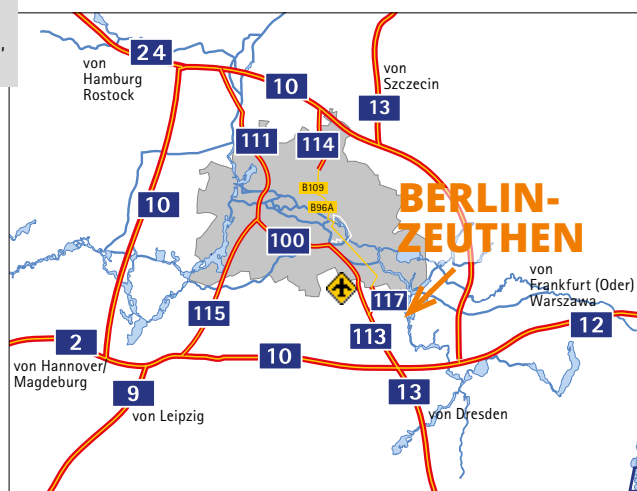 24
von
Hamburg
Rostock
10
von
Szczecin
13
111
114
B109
10
B96A
BERLIN-
ZEUTHEN
100
von
Frankfurt (Oder)
Warszawa
117
115
113
12
2
von Hannover/
Magdeburg
10
9
von Leipzig
13
von Dresden